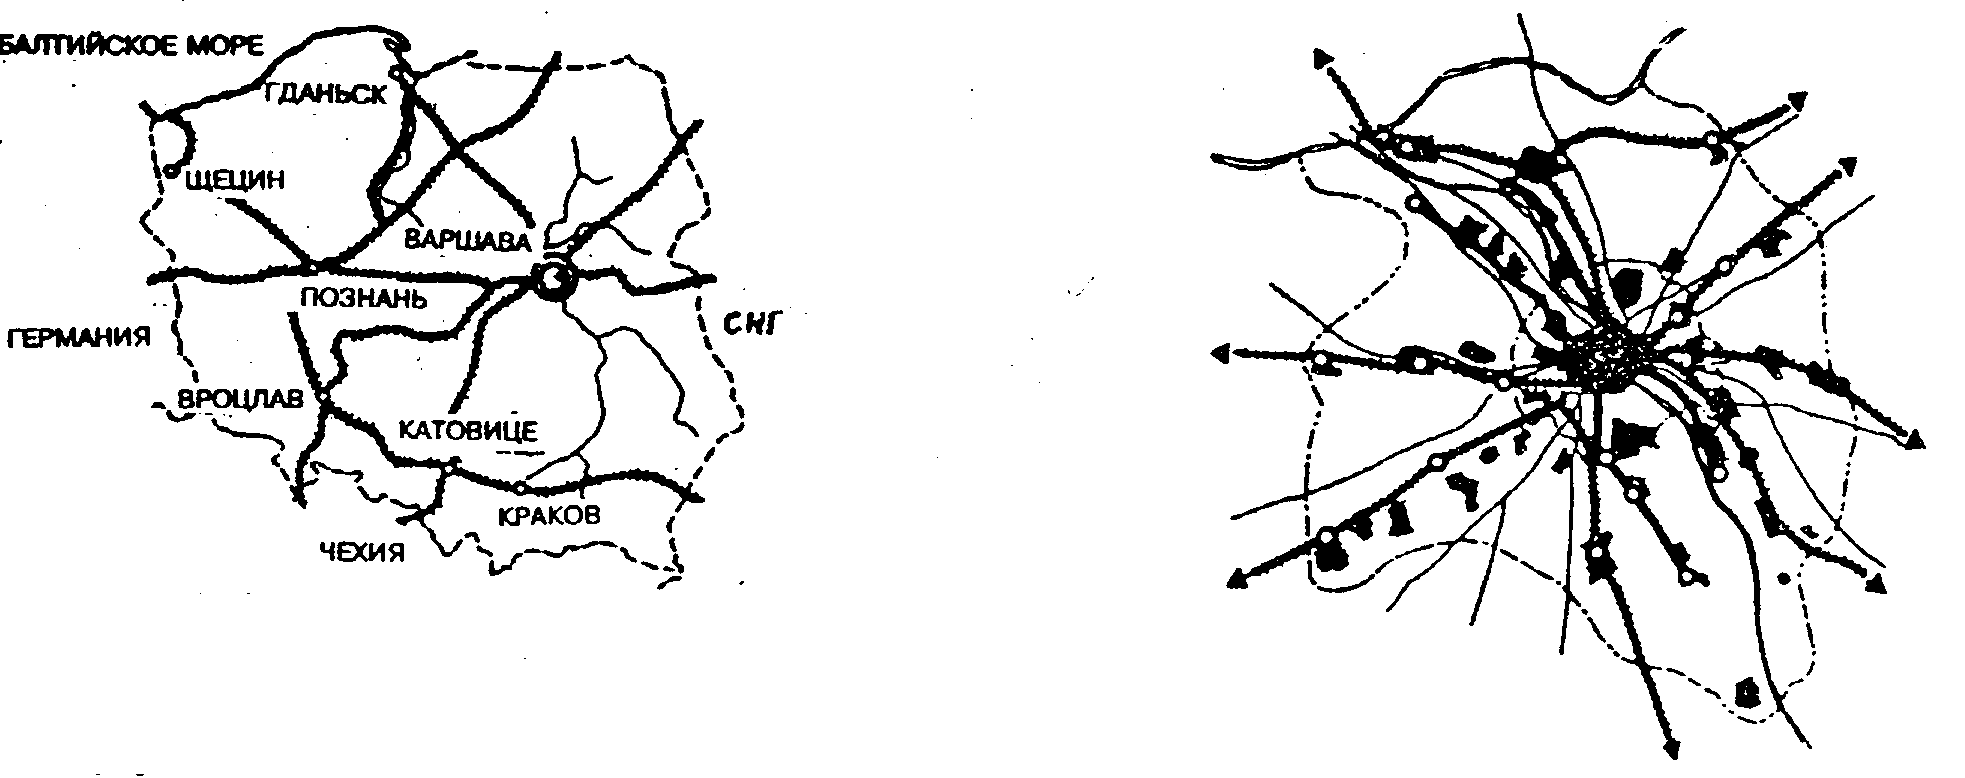 БАЛТИЙСКОЕ МОРЕ
ГДАНЬСК
ЩЕЦИН
ВАРШАВА
ПОЗНАНЬ
СНГ
ГЕРМАНИЯ
ВРОЦЛАВ
КАТОВИЦЕ
КРАКОВ
ЧЕХИЯ